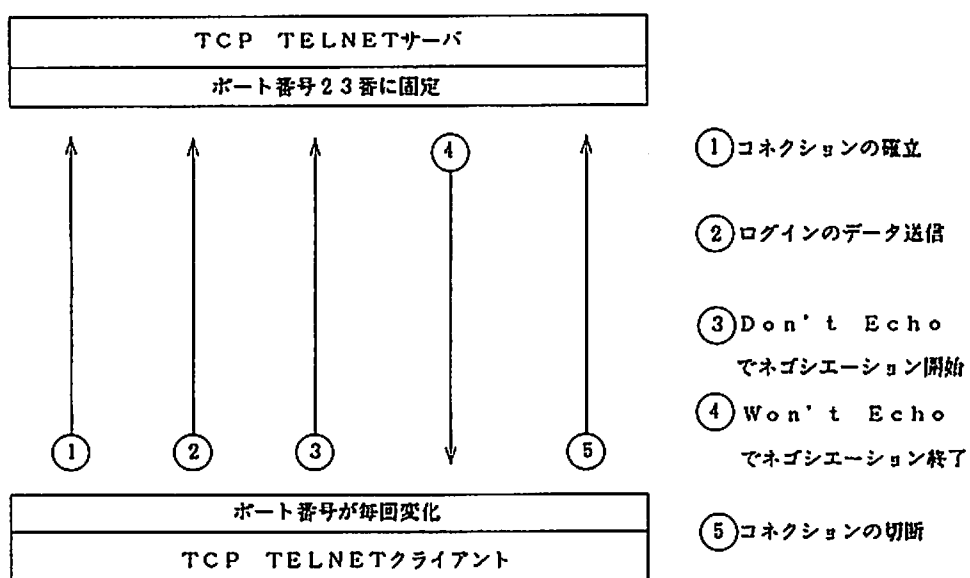 TCP TELNETサーバ
ポート番号23番に固定
④
①コネクションの確立
②ログインのデータ送信
③Don't Echo
でネゴシエーション開始
④Won't Echo
でネゴシエーション終了
① ② ③ ⑤
⑤コネクションの切断
ポート番号が毎回変化
TCP TELNETクライアント